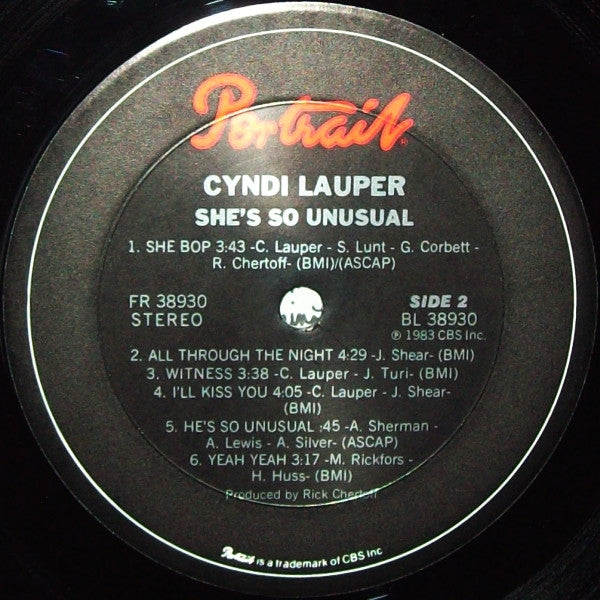 Portrait
CYNDI LAUPER
SHE'S SO UNUSUAL
1. SHE BOP 3:43 -C. Lauper - S. Lunt - G. Corbett -
R. Chertoff- (BMI)/(ASCAP)
FR 38930
STEREO
SIDE 2
BL 38930
℗ 1983 CBS Inc.
2. ALL THROUGH THE NIGHT 4:29 -J. Shear- (BMI)
3. WITNESS 3:38 -C. Lauper - J. Turi- (BMI)
4. I'LL KISS YOU 4:05 -C. Lauper - J. Shear-
(BMI)
5. HE'S SO UNUSUAL :45 -A. Sherman -
A. Lewis - A. Silver- (ASCAP)
6. YEAH YEAH 3:17 -M. Rickfors -
H. Huss- (BMI)
Produced by Rick Chertoff
Portrait is a trademark of CBS Inc